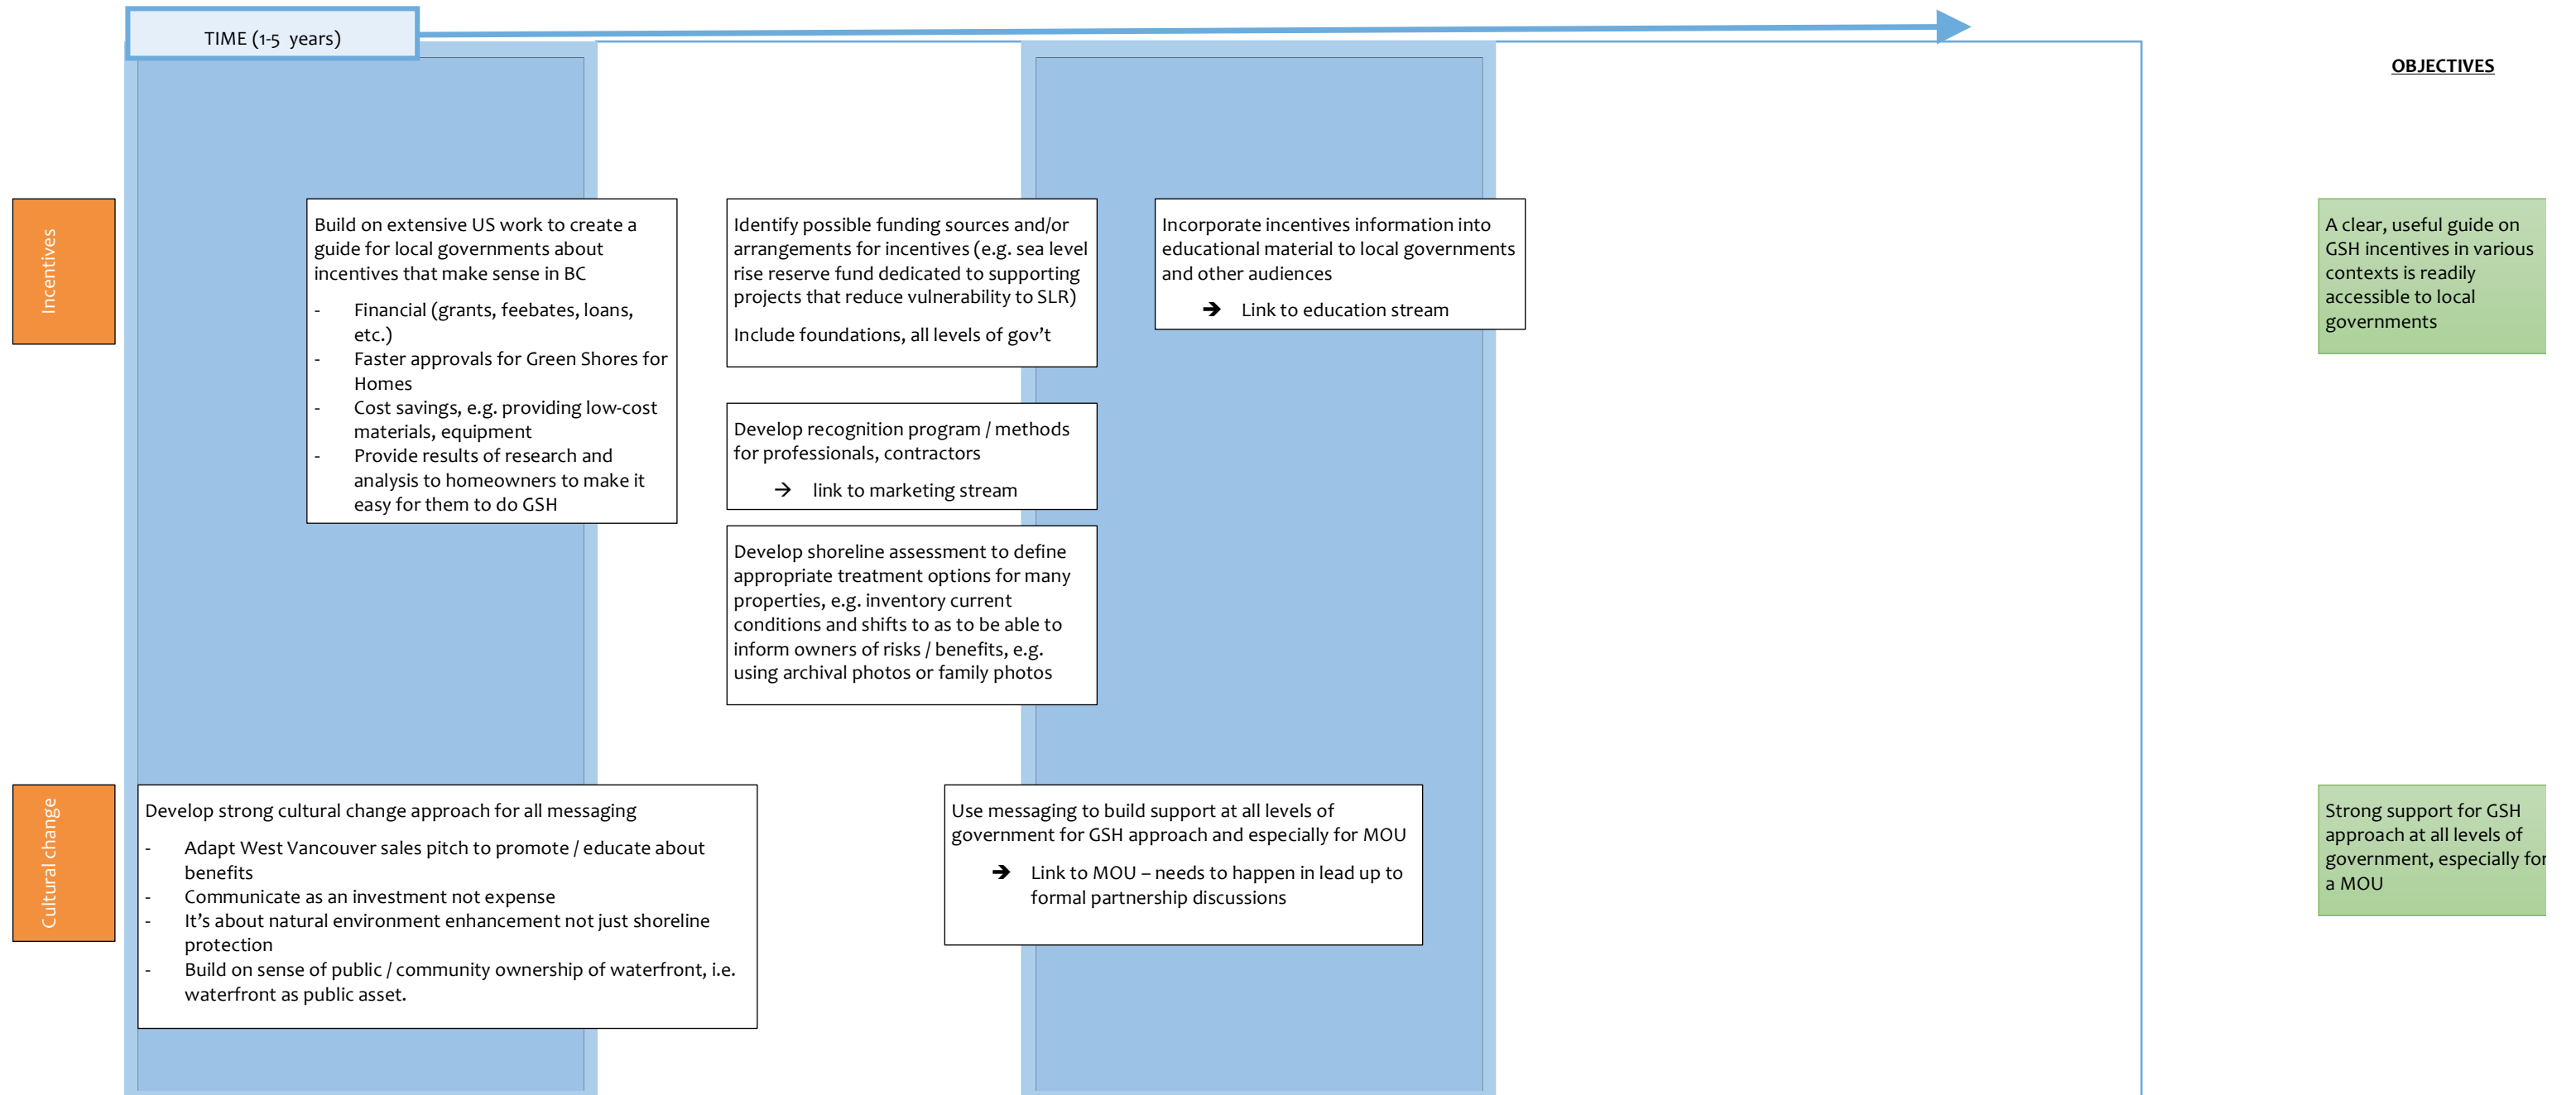 TIME (1-5 years)
OBJECTIVES
Incentives
Build on extensive US work to create a
guide for local governments about
incentives that make sense in BC
- Financial (grants, feebates, loans,
etc.)
- Faster approvals for Green Shores for
Homes
- Cost savings, e.g. providing low-cost
materials, equipment
- Provide results of research and
analysis to homeowners to make it
easy for them to do GSH
Identify possible funding sources and/or
arrangements for incentives (e.g. sea level
rise reserve fund dedicated to supporting
projects that reduce vulnerability to SLR)
Include foundations, all levels of gov't
Develop recognition program / methods
for professionals, contractors
→ link to marketing stream
Develop shoreline assessment to define
appropriate treatment options for many
properties, e.g. inventory current
conditions and shifts to as to be able to
inform owners of risks / benefits, e.g.
using archival photos or family photos
Incorporate incentives information into
educational material to local governments
and other audiences
➔ Link to education stream
A clear, useful guide on
GSH incentives in various
contexts is readily
accessible to local
governments
Cultural change
Develop strong cultural change approach for all messaging
- Adapt West Vancouver sales pitch to promote / educate about
benefits
- Communicate as an investment not expense
- It's about natural environment enhancement not just shoreline
protection
- Build on sense of public / community ownership of waterfront, i.e.
waterfront as public asset.
Use messaging to build support at all levels of
government for GSH approach and especially for MOU
➔ Link to MOU – needs to happen in lead up to
formal partnership discussions
Strong support for GSH
approach at all levels of
government, especially for
a MOU